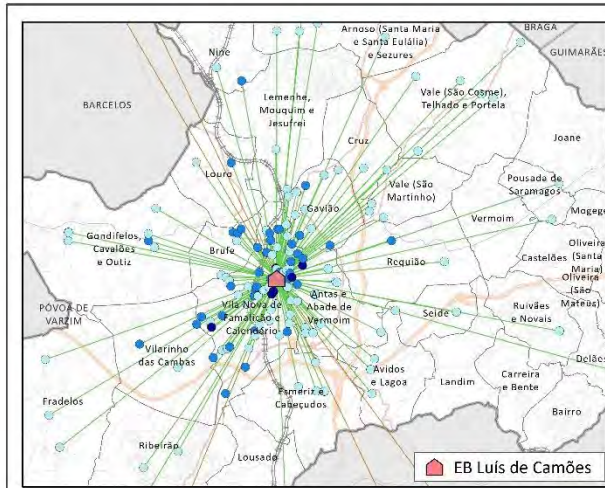 BRAGA
GUIMARÃES
Arnoso (Santa Maria
e Santa Eulália)
e Sezures
Nine
BARCELOS
Lemenhe,
Mouquim e
Jesufrei
Vale (São Cosme),
Telhado e Portela
Cruz
Joane
Louro
Vale (São
Martinho)
Pousada de
Saramagos
Gavião
Vermoim
Mogege
Gondifelos,
Cavalões
e Outiz
Brufe
Requião
Castelões
Oliveira
(Santa
Maria)
Oliveira
(São
Mateus)
PÓVOA DE
VARZIM
Vila Nova de
Famalicão e
Calendário
Antas e
Abade de
Vermoim
Seide
Ruivães
e Novais
Vilarinho
das Cambas
Delães
Avidos
e Lagoa
Landim
Carreira
e Bente
Fradelos
Esmeriz e
Cabeçudos
Bairro
Ribeirão
Lousado
EB Luís de Camões